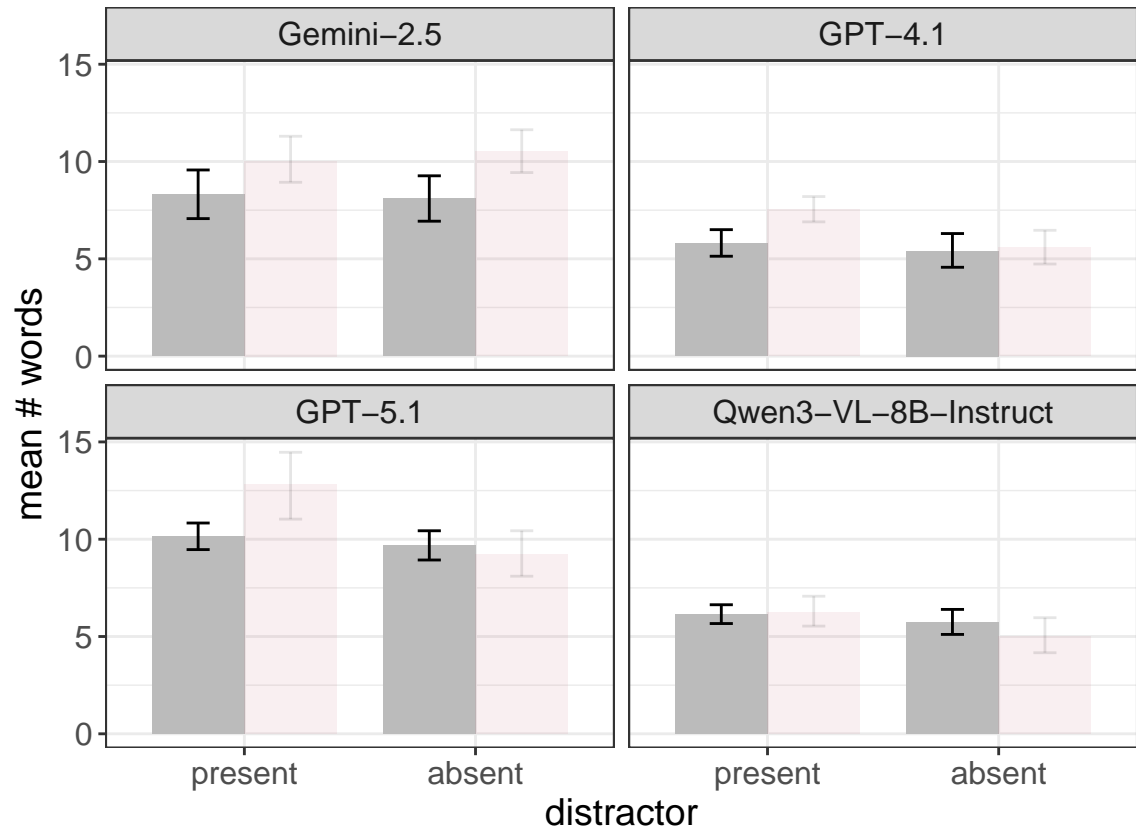 Gemini−2.5
GPT−4.1
15
10
5
0
GPT−5.1
Qwen3−VL−8B−Instruct
15
10
5
0
mean # words
present
absent
present
absent
distractor